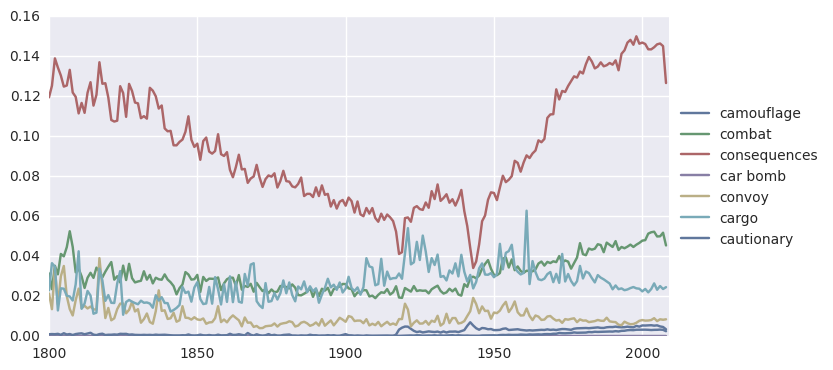 0.16
0.14
0.12
0.10
0.08
0.06
0.04
0.02
0.00
1800 1850 1900 1950 2000
camouflage
combat
consequences
car bomb
convoy
cargo
cautionary